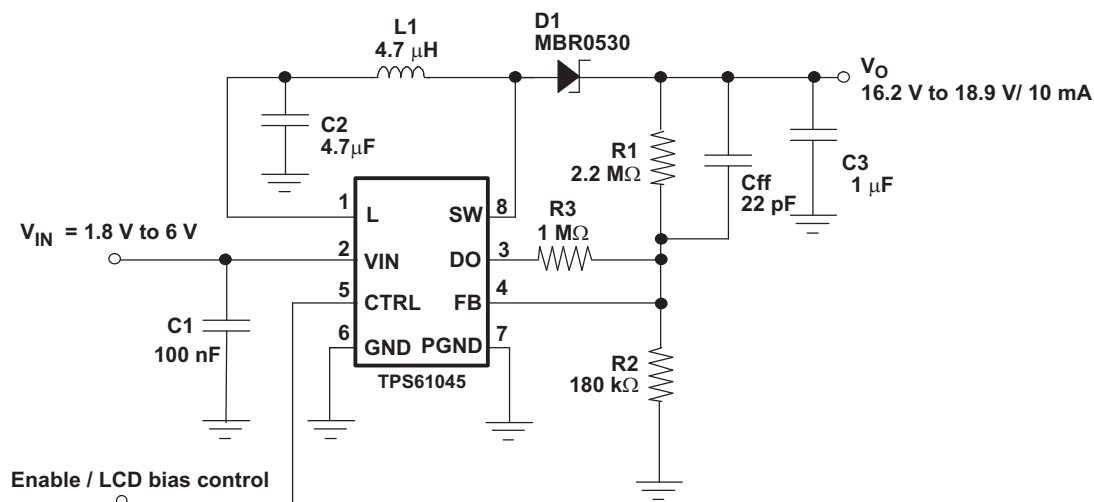 L1
4.7 μH
D1
MBR0530
VO
16.2 V to 18.9 V/ 10 mA
C2
4.7μF
R1
2.2 MΩ
Cff
22 pF
C3
1 μF
1
L
SW
8
R3
1 MΩ
VIN = 1.8 V to 6 V
2
VIN
DO
3
5
CTRL
FB
4
C1
100 nF
6
GND
PGND
7
TPS61045
R2
180 kΩ
Enable / LCD bias control